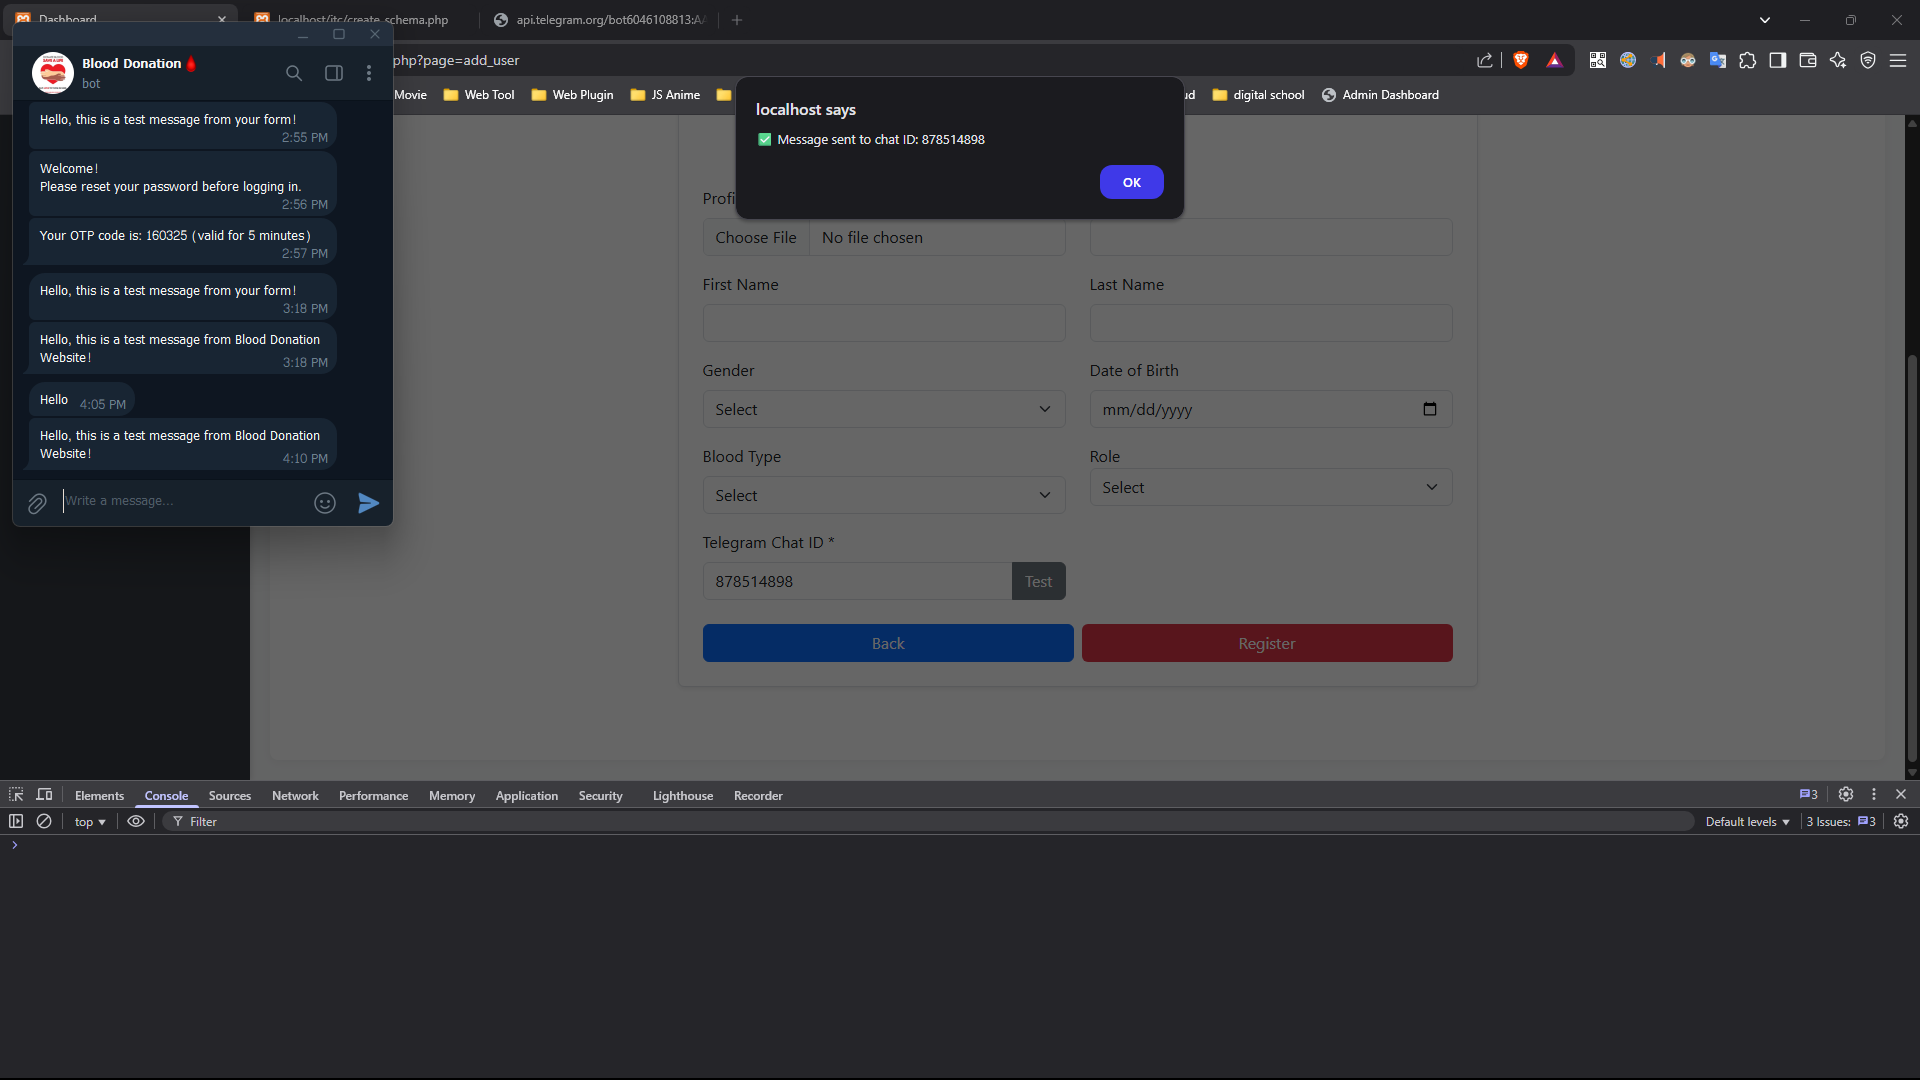 Dashboard
localhost/itc/create_schema.php
api.telegram.org/bot6046108813:AA
php?page=add_user
Movie
Web Tool
Web Plugin
JS Anime
ud
digital school
Admin Dashboard
Blood Donation
bot
Hello, this is a test message from your form!
2:55 PM
Welcome!
Please reset your password before logging in.
2:56 PM
Your OTP code is: 160325 (valid for 5 minutes)
2:57 PM
Hello, this is a test message from your form!
3:18 PM
Hello, this is a test message from Blood Donation
Website!
3:18 PM
Hello
4:05 PM
Hello, this is a test message from Blood Donation
Website!
4:10 PM
Write a message...
localhost says
✅ Message sent to chat ID: 878514898
OK
Profi
Choose File
No file chosen
First Name
Last Name
Gender
Date of Birth
Select
mm/dd/yyyy
Blood Type
Role
Select
Select
Telegram Chat ID *
878514898
Test
Back
Register
Elements
Console
Sources
Network
Performance
Memory
Application
Security
Lighthouse
Recorder
3
top
Filter
Default levels
3 Issues:
3